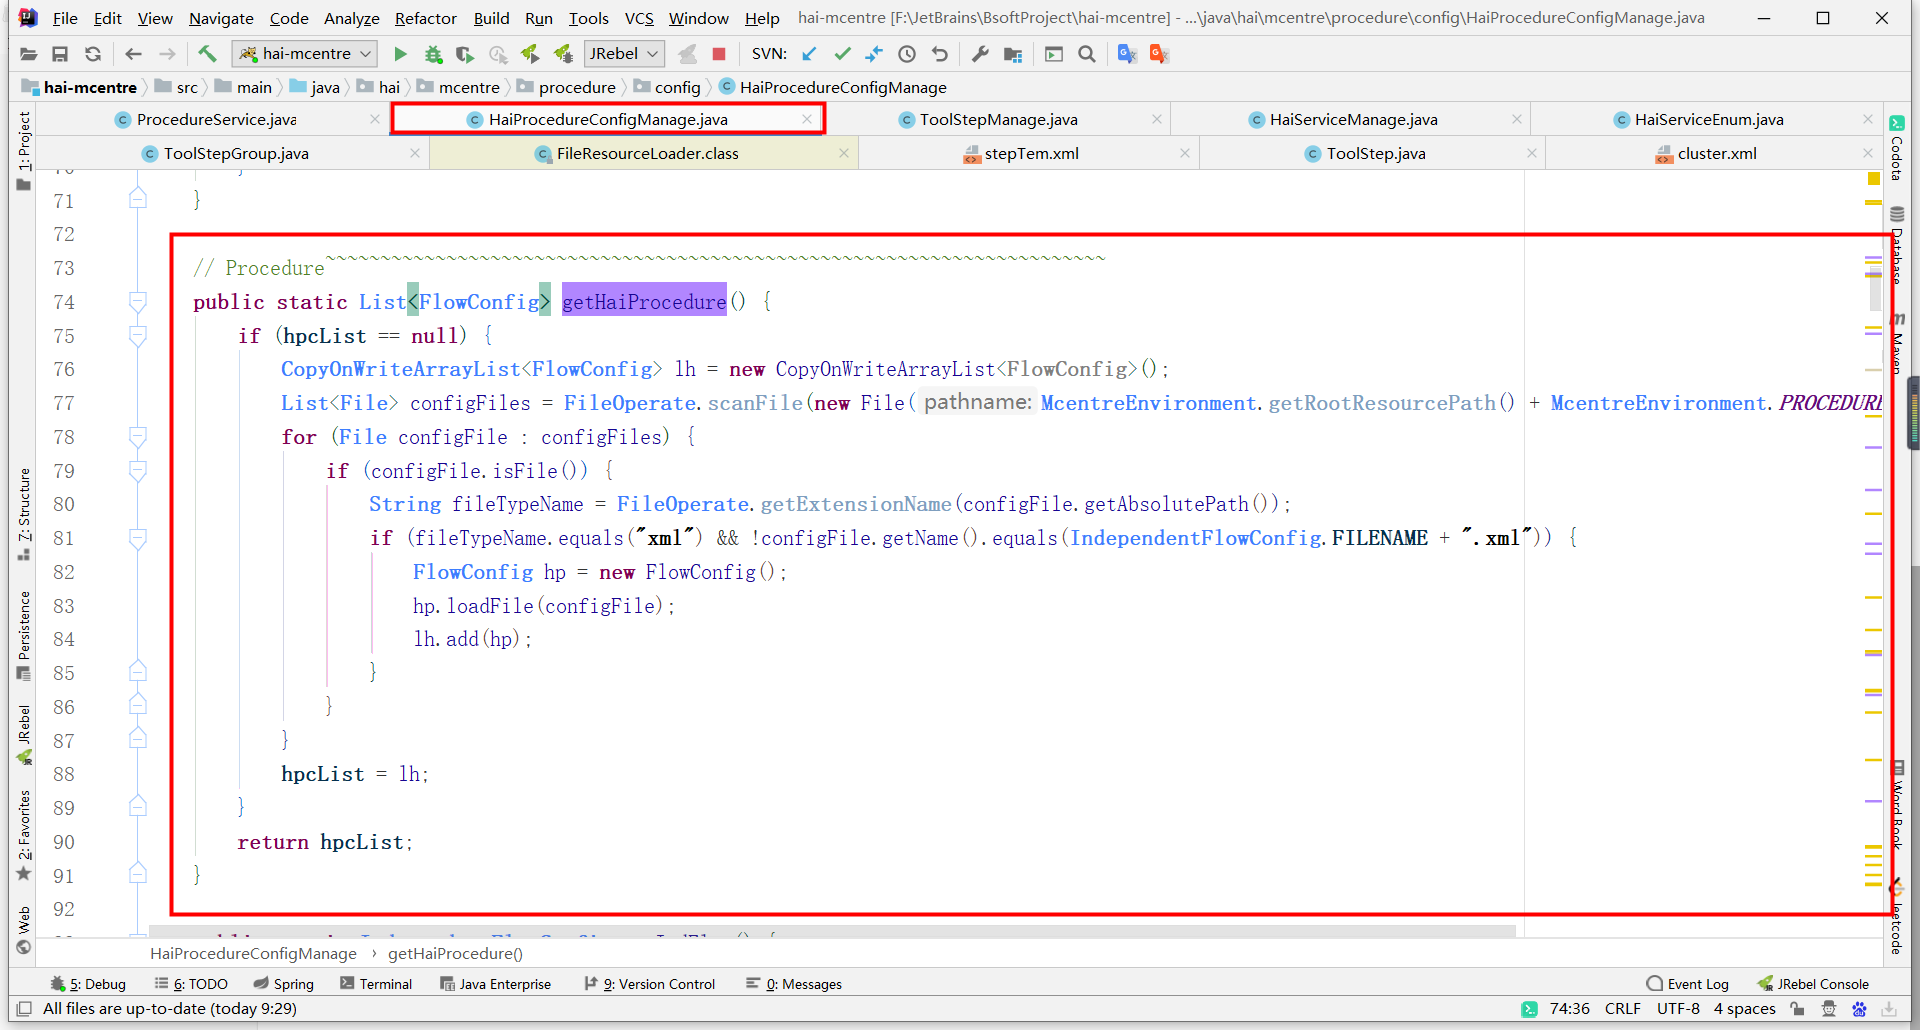 File Edit View Navigate Code Analyze Refactor Build Run Tools VCS Window Help hai-mcentre [F:\JetBrains\BsoftProject\hai-mcentre] - ...\java\hai\mcentre\procedure\config\HaiProcedureConfigManage.java
hai-mcentre JRebel SVN:
hai-mcentre src main java hai mcentre procedure config HaiProcedureConfigManage
ProcedureService.java HaiProcedureConfigManage.java ToolStepManage.java HaiServiceManage.java HaiServiceEnum.java
ToolStepGroup.java FileResourceLoader.class stepTem.xml ToolStep.java cluster.xml
71 }
72
73 // Procedure~~~~~~~~~~~~~~~~~~~~~~~~~~~~~~~~~~~~~~~~~~~~~~~~~~~~~~~~~~~~~~~~~~~~~~~
74 public static List<FlowConfig> getHaiProcedure() {
75 if (hpcList == null) {
76 CopyOnWriteArrayList<FlowConfig> lh = new CopyOnWriteArrayList<FlowConfig>();
77 List<File> configFiles = FileOperate.scanFile(new File( pathname: McentreEnvironment.getRootResourcePath() + McentreEnvironment.PROCEDURE
78 for (File configFile : configFiles) {
79 if (configFile.isFile()) {
80 String fileTypeName = FileOperate.getExtensionName(configFile.getAbsolutePath());
81 if (fileTypeName.equals("xml") && !configFile.getName().equals(IndependentFlowConfig.FILENAME + ".xml")) {
82 FlowConfig hp = new FlowConfig();
83 hp.loadFile(configFile);
84 lh.add(hp);
85 }
86 }
87 }
88 hpcList = lh;
89 }
90 return hpcList;
91 }
92
HaiProcedureConfigManage › getHaiProcedure()
5: Debug 6: TODO Spring Terminal Java Enterprise 9: Version Control 0: Messages Event Log JRebel Console
All files are up-to-date (today 9:29) 74:36 CRLF UTF-8 4 spaces
1: Project
Z: Structure
Persistence
JRebel
2: Favorites
Web
Codota
Database
Maven
Word Book
leetcode